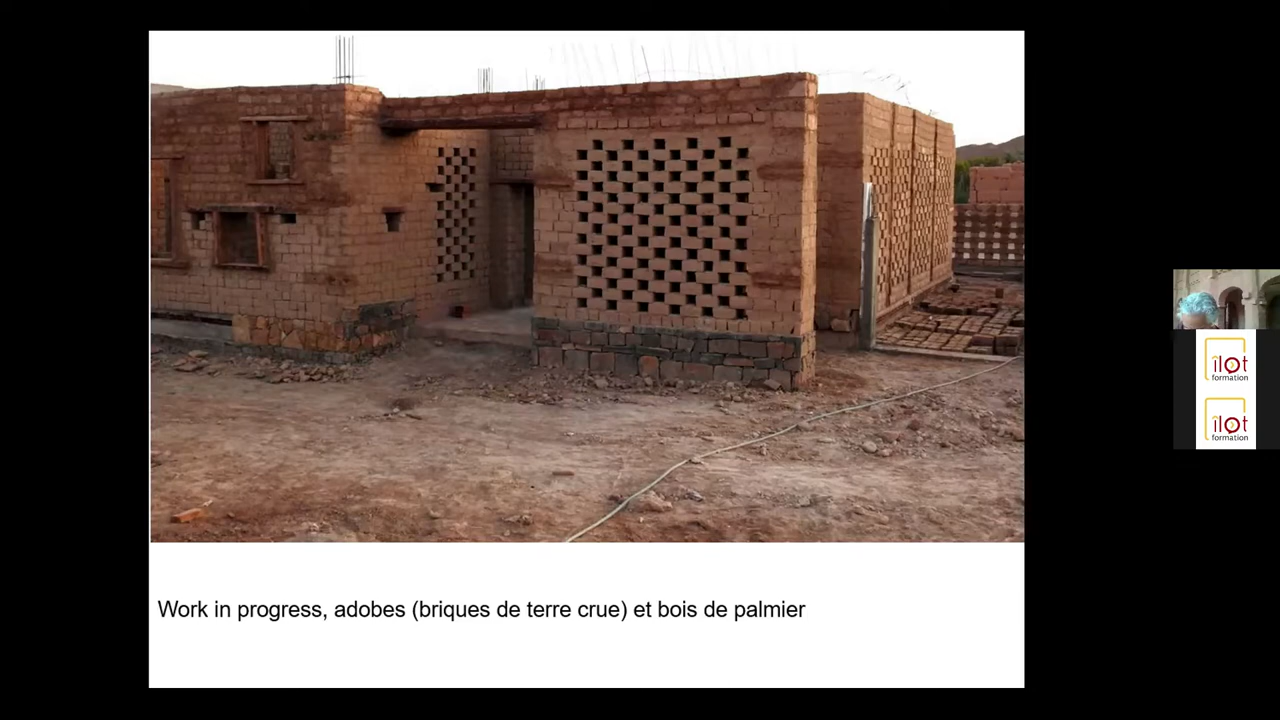 Work in progress, adobes (briques de terre crue) et bois de palmier
îlot
formation
îlot
formation